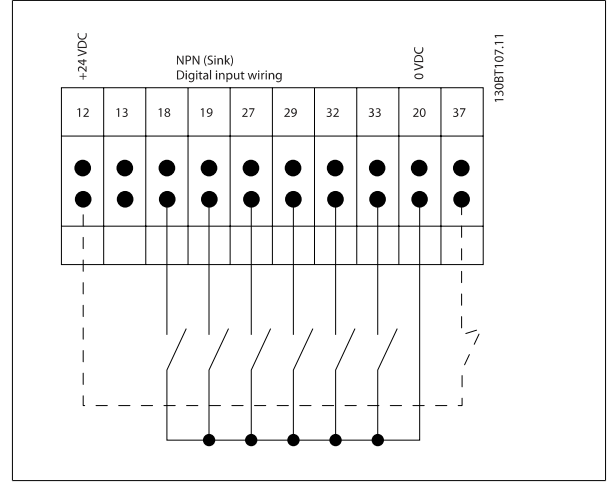 +24 VDC
NPN (Sink)
Digital input wiring
0 VDC
130BT107.11
12 13 18 19 27 29 32 33 20 37